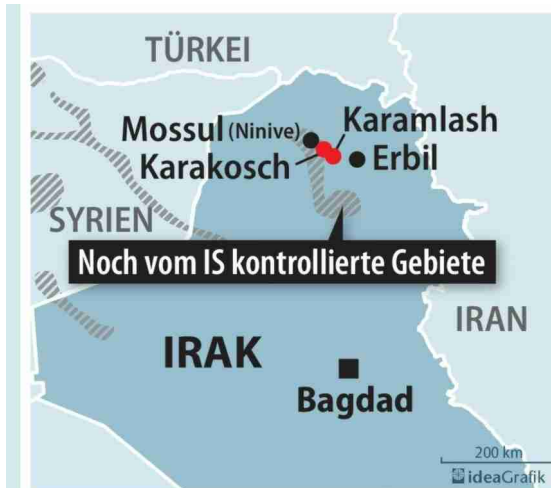 TÜRKEI
Mossul (Ninive)
Karamlash
Karakosch
Erbil
SYRIEN
Noch vom IS kontrollierte Gebiete
IRAN
IRAK
Bagdad
200 km
ideaGrafik